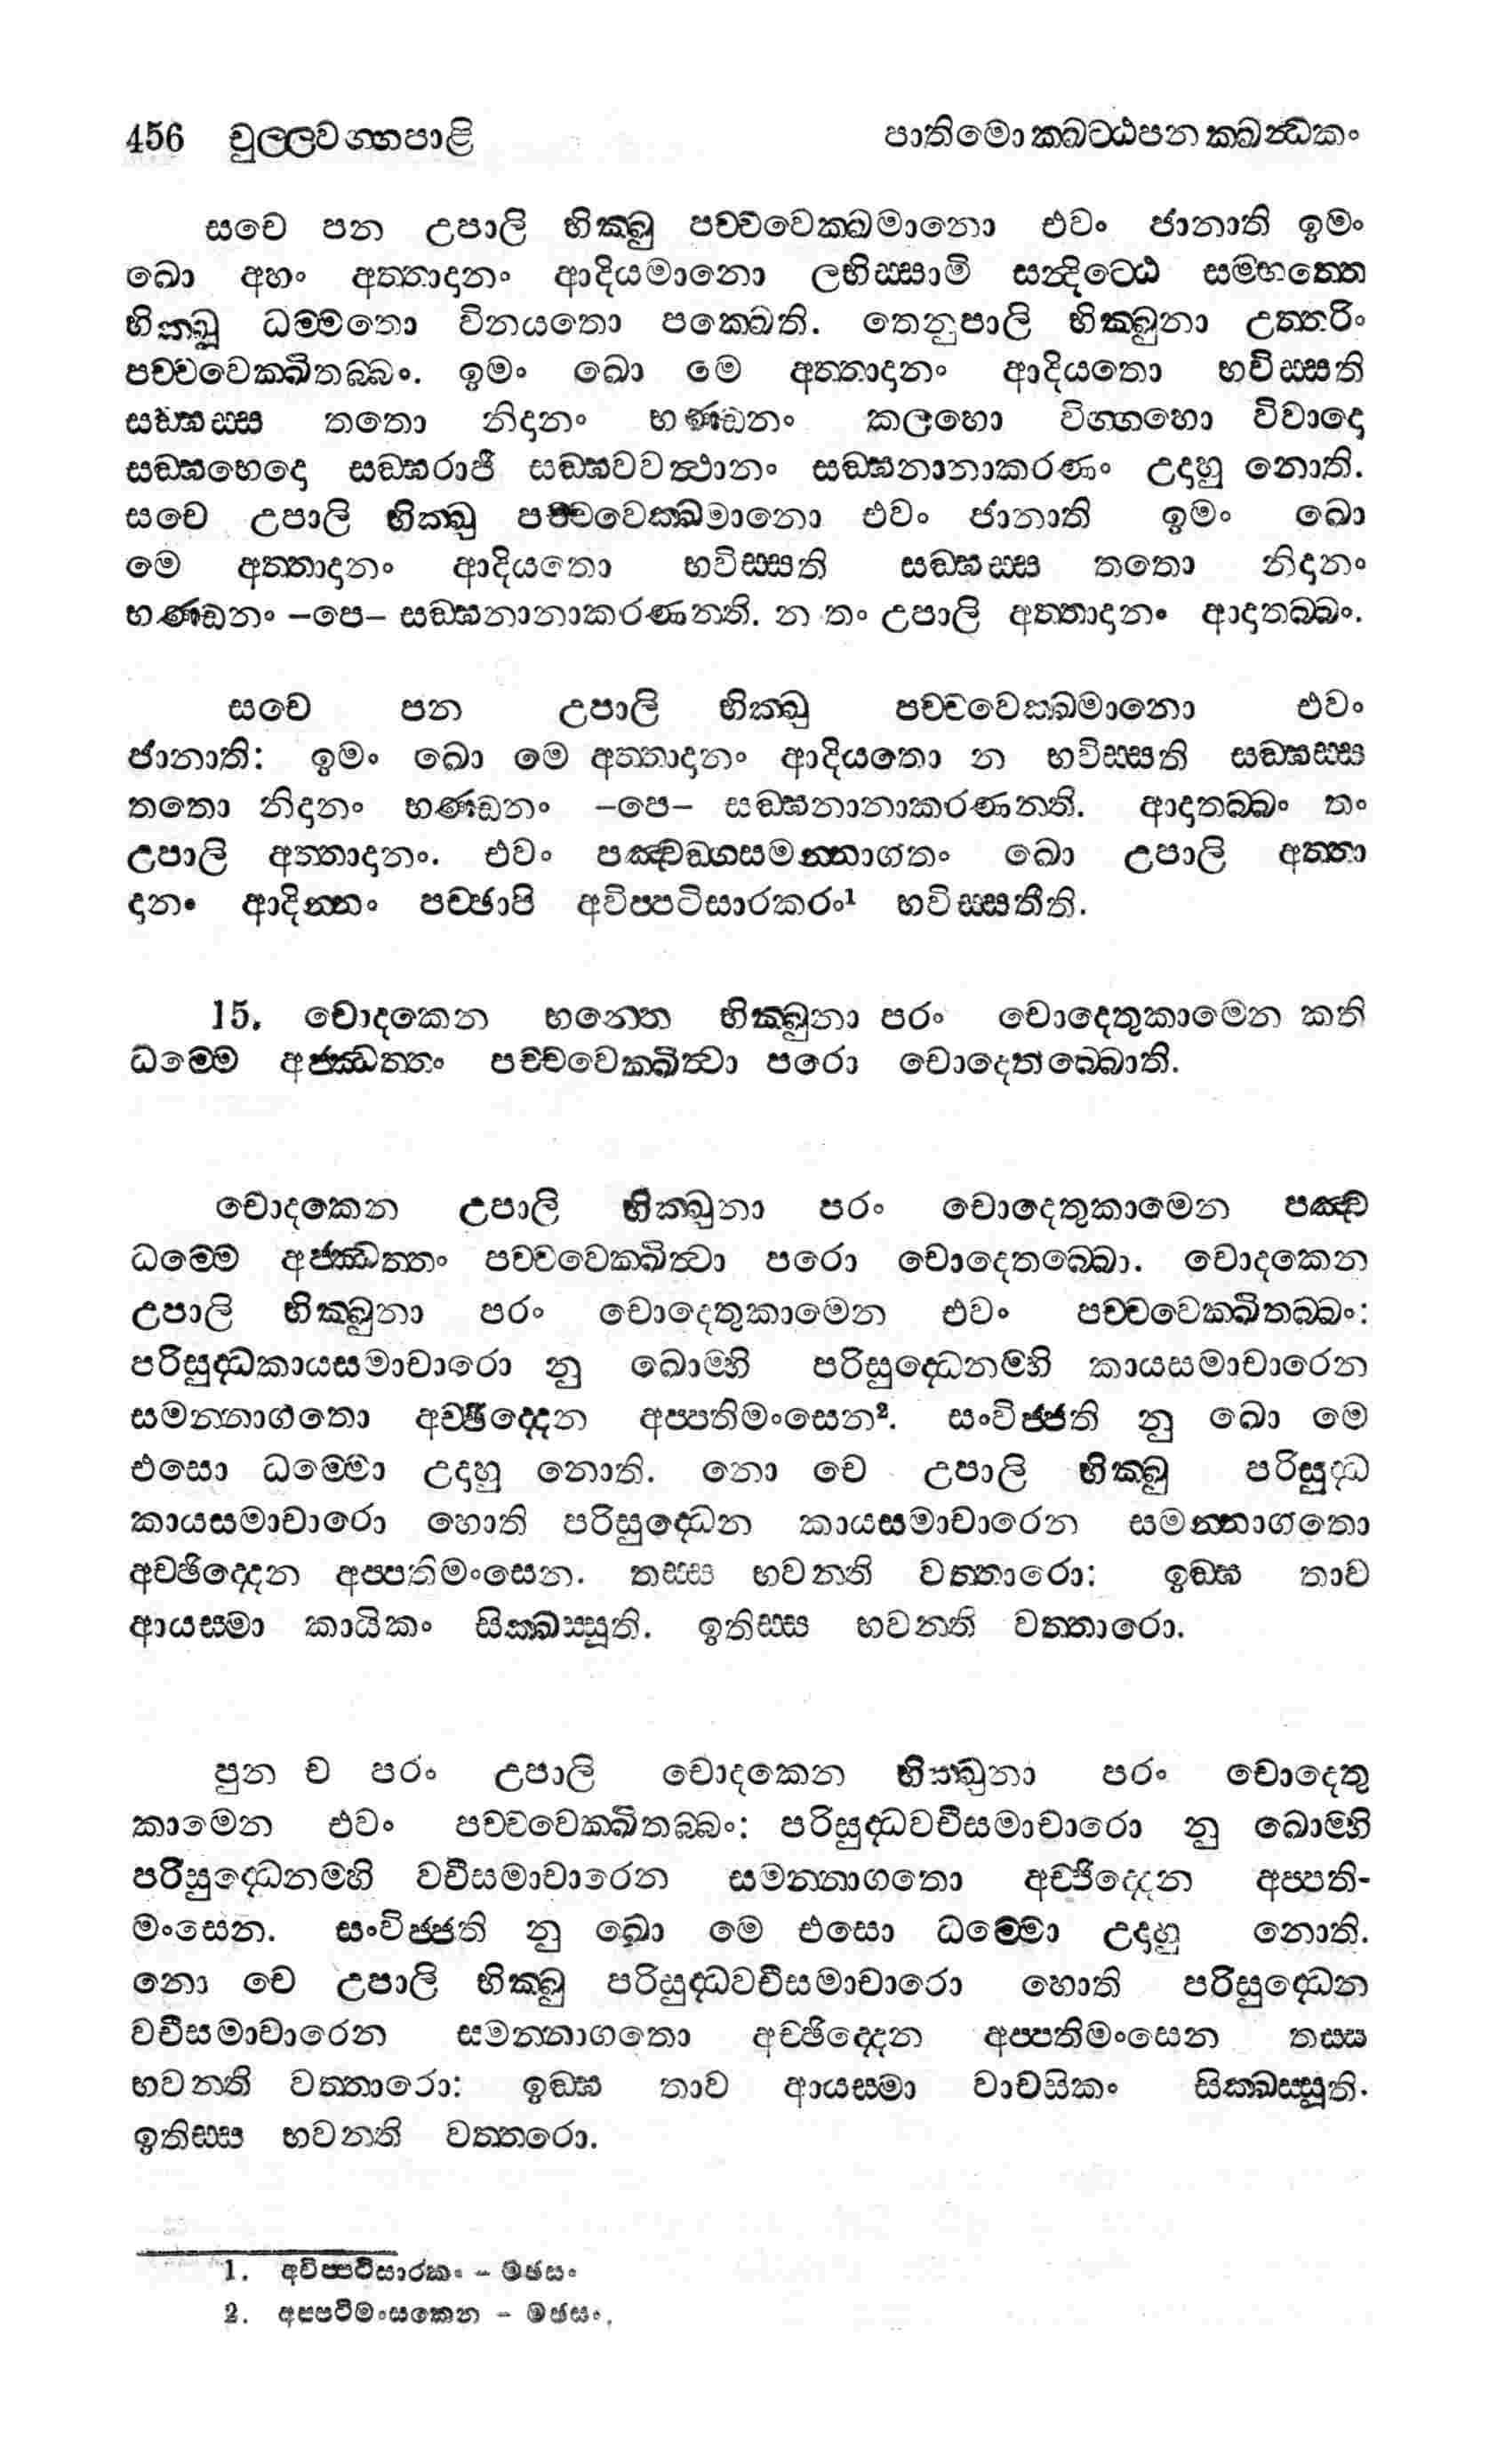 456 චුල්ලවග්ගපාළි පාතිමොක්ඛට්ඨපනක්ඛන්ධකං
සචෙ පන උපාලි භික්ඛු පච්චවෙක්ඛමානො එවං ජානාති ඉමං
ඛො අහං අත්තාදානං ආදියමානො ලභිස්සාමි සන්දිට්ඨෙ සම්භත්තෙ
භික්ඛූ ධම්මතො විනයතො පක්ඛෙති. තෙනුපාලි භික්ඛුනා උත්තරිං
පච්චවෙක්ඛිතබ්බං. ඉමං ඛො මෙ අත්තාදානං ආදියතො භවිස්සති
සඞ්ඝස්ස තතො නිදානං භණ්ඩනං කලහො විග්ගහො විවාදො
සඞ්ඝභෙදො සඞ්ඝරාජී සඞ්ඝවවත්ථානං සඞ්ඝනානාකරණං උදාහු නොති.
සචෙ උපාලි භික්ඛු පච්චවෙක්ඛමානො එවං ජානාති ඉමං ඛො
මෙ අත්තාදානං ආදියතො භවිස්සති සඞ්ඝස්ස තතො නිදානං
භණ්ඩනං –පෙ– සඞ්ඝනානාකරණන්ති. න තං උපාලි අත්තාදානං ආදාතබ්බං.
සචෙ පන උපාලි භික්ඛු පච්චවෙක්ඛමානො එවං
ජානාති: ඉමං ඛො මෙ අත්තාදානං ආදියතො න භවිස්සති සඞ්ඝස්ස
තතො නිදානං භණ්ඩනං –පෙ– සඞ්ඝනානාකරණන්ති. ආදාතබ්බං තං
උපාලි අත්තාදානං. එවං පඤ්චඞ්ගසමන්නාගතං ඛො උපාලි අත්තා
දානං ආදින්නං පච්ඡාපි අවිප්පටිසාරකරං¹ භවිස්සතීති.
15. චොදකෙන භන්තෙ භික්ඛුනා පරං චොදෙතුකාමෙන කති
ධම්මෙ අජ්ඣත්තං පච්චවෙක්ඛිත්වා පරො චොදෙතබ්බොති.
චොදකෙන උපාලි භික්ඛුනා පරං චොදෙතුකාමෙන පඤ්ච
ධම්මෙ අජ්ඣත්තං පච්චවෙක්ඛිත්වා පරො චොදෙතබ්බො. චොදකෙන
උපාලි භික්ඛුනා පරං චොදෙතුකාමෙන එවං පච්චවෙක්ඛිතබ්බං:
පරිසුද්ධකායසමාචාරො නු ඛොම්හි පරිසුද්ධෙනම්හි කායසමාචාරෙන
සමන්නාගතො අච්ඡිද්දෙන අප්පතිමංසෙන². සංවිජ්ජති නු ඛො මෙ
එසො ධම්මො උදාහු නොති. නො චෙ උපාලි භික්ඛු පරිසුද්ධ
කායසමාචාරො හොති පරිසුද්ධෙන කායසමාචාරෙන සමන්නාගතො
අච්ඡිද්දෙන අප්පතිමංසෙන. තස්ස භවන්ති වත්තාරො: ඉඞ්ඝ තාව
ආයස්මා කායිකං සික්ඛස්සූති. ඉතිස්ස භවන්ති වත්තාරො.
පුන ච පරං උපාලි චොදකෙන භික්ඛුනා පරං චොදෙතු
කාමෙන එවං පච්චවෙක්ඛිතබ්බං: පරිසුද්ධවචීසමාචාරො නු ඛොම්හි
පරිසුද්ධෙනම්හි වචීසමාචාරෙන සමන්නාගතො අච්ඡිද්දෙන අප්පති-
මංසෙන. සංවිජ්ජති නු ඛො මෙ එසො ධම්මො උදාහු නොති.
නො චෙ උපාලි භික්ඛු පරිසුද්ධවචීසමාචාරො හොති පරිසුද්ධෙන
වචීසමාචාරෙන සමන්නාගතො අච්ඡිද්දෙන අප්පතිමංසෙන තස්ස
භවන්ති වත්තාරො: ඉඞ්ඝ තාව ආයස්මා වාචසිකං සික්ඛස්සූති.
ඉතිස්ස භවන්ති වත්තරො.
1. අවිප්පටිසාරකං – මඡසං
2. අප්පටිමංසකෙන – මඡසං.